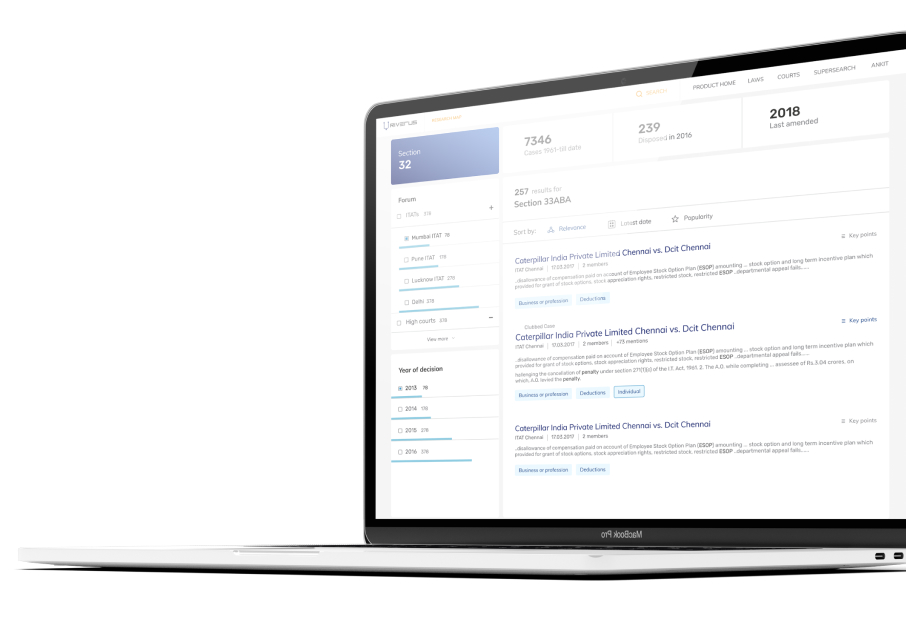 riverus
SEARCH
PRODUCT HOME
LAWS
COURTS
SUPERSEARCH
ANKIT
Section
32
7346
Cases 1961-till date
239
Disposed in 2016
2018
Last amended
Forum
ITATs 318
+
Mumbai ITAT 78
Pune ITAT 178
Lucknow ITAT 278
Delhi 378
High courts 378
–
View more
Year of decision
2013 78
2014 178
2015 278
2016 378
257 results for
Section 33ABA
Sort by:
Relevance
Latest date
Popularity
Caterpillar India Private Limited Chennai vs. Dcit Chennai
Key points
ITAT Chennai | 17.03.2017 | 2 members
..disallowance of compensation paid on account of Employee Stock Option Plan (ESOP) amounting ... stock option and long term incentive plan which
provided for grant of stock options, stock appreciation rights, restricted stock, restricted ESOP ..departmental appeal fails......
Business or profession
Deductions
Clubbed Case
Caterpillar India Private Limited Chennai vs. Dcit Chennai
Key points
ITAT Chennai | 17.03.2017 | 2 members | +73 mentions
..disallowance of compensation paid on account of Employee Stock Option Plan (ESOP) amounting ... stock option and long term incentive plan which
provided for grant of stock options, stock appreciation rights, restricted stock, restricted ESOP ..departmental appeal fails......
hallenging the cancellation of penalty under section 271(1)(c) of the I.T. Act, 1961. 2. The A.O. while completing ... assessee of Rs.3.04 crores, on
which, A.O. levied the penalty.
Business or profession
Deductions
Individual
Caterpillar India Private Limited Chennai vs. Dcit Chennai
Key points
ITAT Chennai | 17.03.2017 | 2 members
..disallowance of compensation paid on account of Employee Stock Option Plan (ESOP) amounting ... stock option and long term incentive plan which
provided for grant of stock options, stock appreciation rights, restricted stock, restricted ESOP ..departmental appeal fails......
Business or profession
Deductions
MacBook Pro